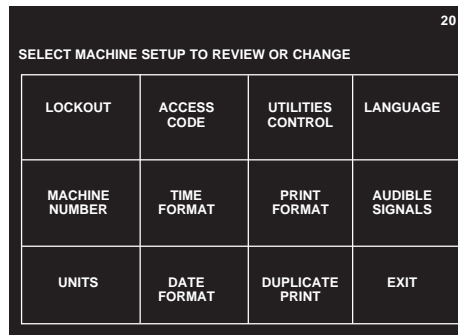 20
SELECT MACHINE SETUP TO REVIEW OR CHANGE
LOCKOUT
ACCESS
CODE
UTILITIES
CONTROL
LANGUAGE
MACHINE
NUMBER
TIME
FORMAT
PRINT
FORMAT
AUDIBLE
SIGNALS
UNITS
DATE
FORMAT
DUPLICATE
PRINT
EXIT